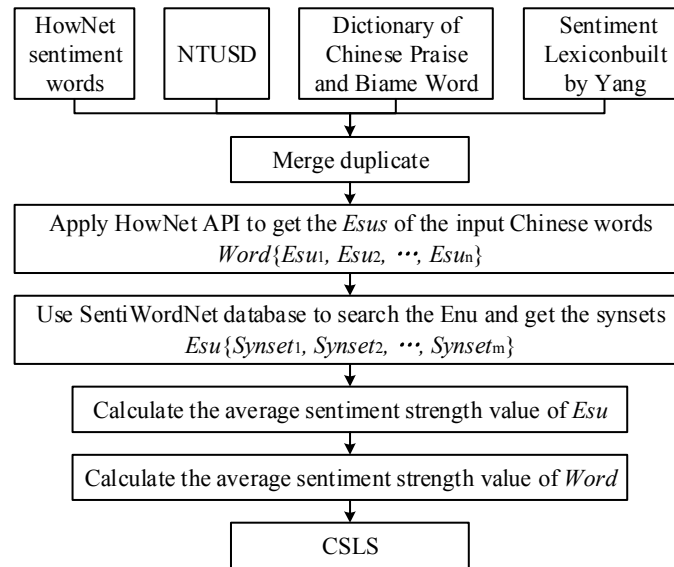 HowNet
sentiment
words
NTUSD
Dictionary of
Chinese Praise
and Biame Word
Sentiment
Lexiconbuilt
by Yang
Merge duplicate
Apply HowNet API to get the Esus of the input Chinese words
Word{Esu1, Esu2, ⋯, Esun}
Use SentiWordNet database to search the Enu and get the synsets
Esu{Synset1, Synset2, ⋯, Synsetm}
Calculate the average sentiment strength value of Esu
Calculate the average sentiment strength value of Word
CSLS